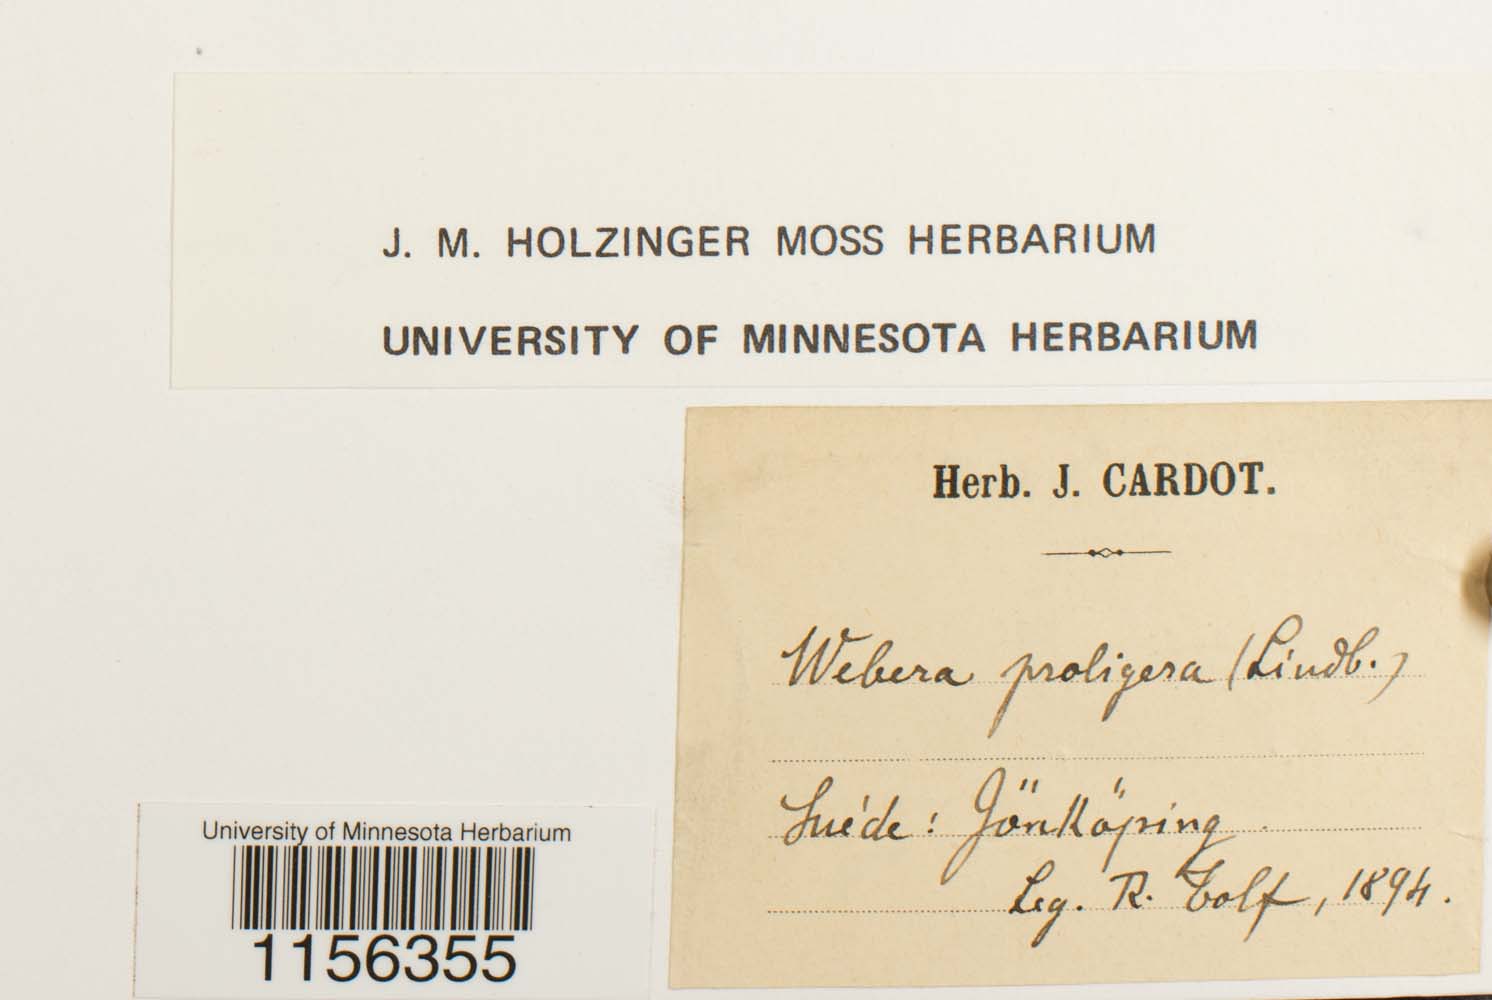 J. M. HOLZINGER MOSS HERBARIUM
UNIVERSITY OF MINNESOTA HERBARIUM
Herb. J. CARDOT.
Webera proligera (Lindb.)
Suède: Jönköping
Leg. R. Tolf, 1894.
University of Minnesota Herbarium
1156355